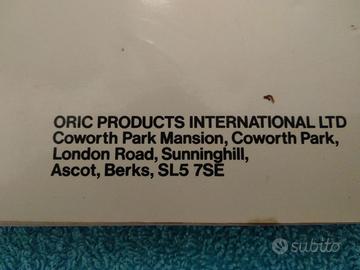 ORIC PRODUCTS INTERNATIONAL LTD
Coworth Park Mansion, Coworth Park,
London Road, Sunninghill,
Ascot, Berks, SL5 7SE
subito